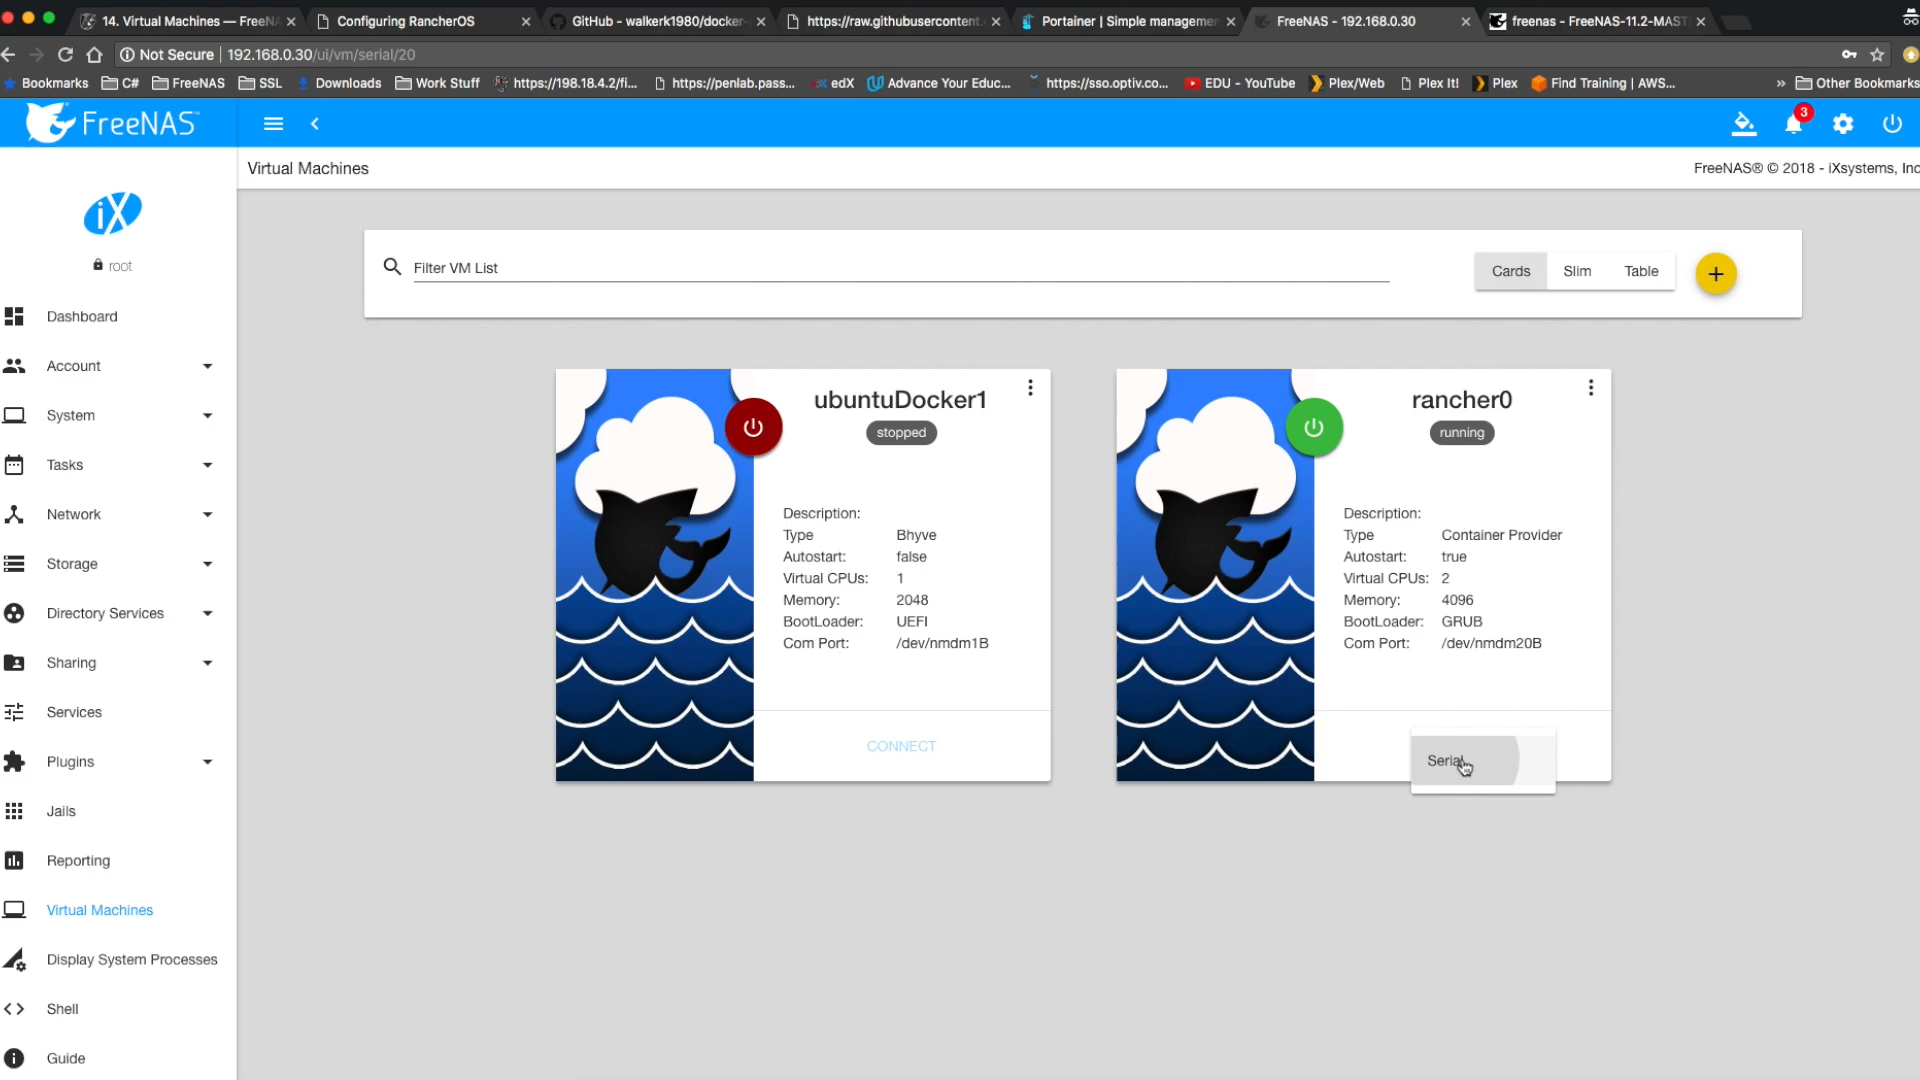 14. Virtual Machines — FreeNA
Configuring RancherOS
GitHub - walkerk1980/docker-
https://raw.githubusercontent.
Portainer | Simple managemen
FreeNAS - 192.168.0.30
freenas - FreeNAS-11.2-MAST
Not Secure | 192.168.0.30/ui/vm/serial/20
Bookmarks
C#
FreeNAS
SSL
Downloads
Work Stuff
https://198.18.4.2/fi...
https://penlab.pass...
edX
Advance Your Educ...
https://sso.optiv.co...
EDU - YouTube
Plex/Web
Plex It!
Plex
Find Training | AWS...
»
Other Bookmarks
FreeNAS
3
Virtual Machines
FreeNAS® © 2018 - iXsystems, Inc
iX
root
Dashboard
Account
System
Tasks
Network
Storage
Directory Services
Sharing
Services
Plugins
Jails
Reporting
Virtual Machines
Display System Processes
Shell
Guide
Filter VM List
Cards
Slim
Table
+
ubuntuDocker1
stopped
Description:
Type Bhyve
Autostart: false
Virtual CPUs: 1
Memory: 2048
BootLoader: UEFI
Com Port: /dev/nmdm1B
CONNECT
rancher0
running
Description:
Type Container Provider
Autostart: true
Virtual CPUs: 2
Memory: 4096
BootLoader: GRUB
Com Port: /dev/nmdm20B
Serial